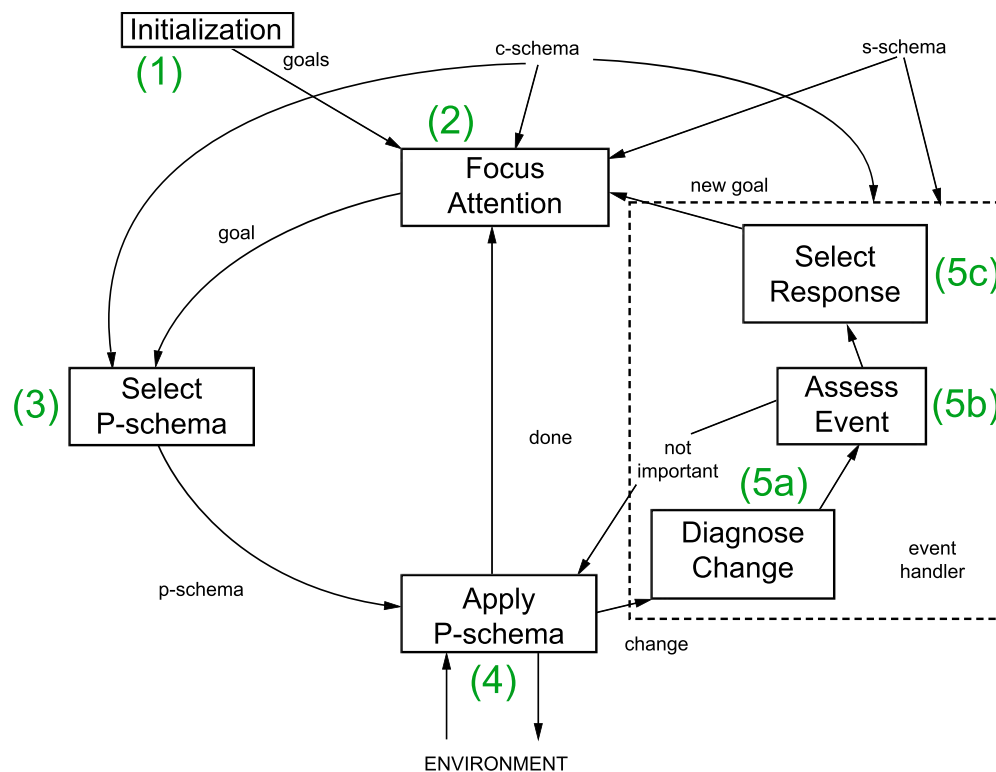 Initialization
(1)
goals
c-schema
s-schema
(2)
Focus
Attention
new goal
goal
Select
Response
(5c)
(3)
Select
P-schema
Assess
Event
(5b)
done
not
important
(5a)
Diagnose
Change
event
handler
p-schema
Apply
P-schema
change
(4)
ENVIRONMENT